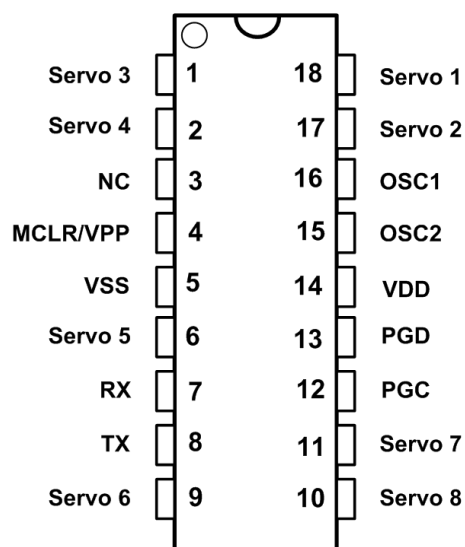 Servo 3 1 18 Servo 1
Servo 4 2 17 Servo 2
NC 3 16 OSC1
MCLR/VPP 4 15 OSC2
VSS 5 14 VDD
Servo 5 6 13 PGD
RX 7 12 PGC
TX 8 11 Servo 7
Servo 6 9 10 Servo 8